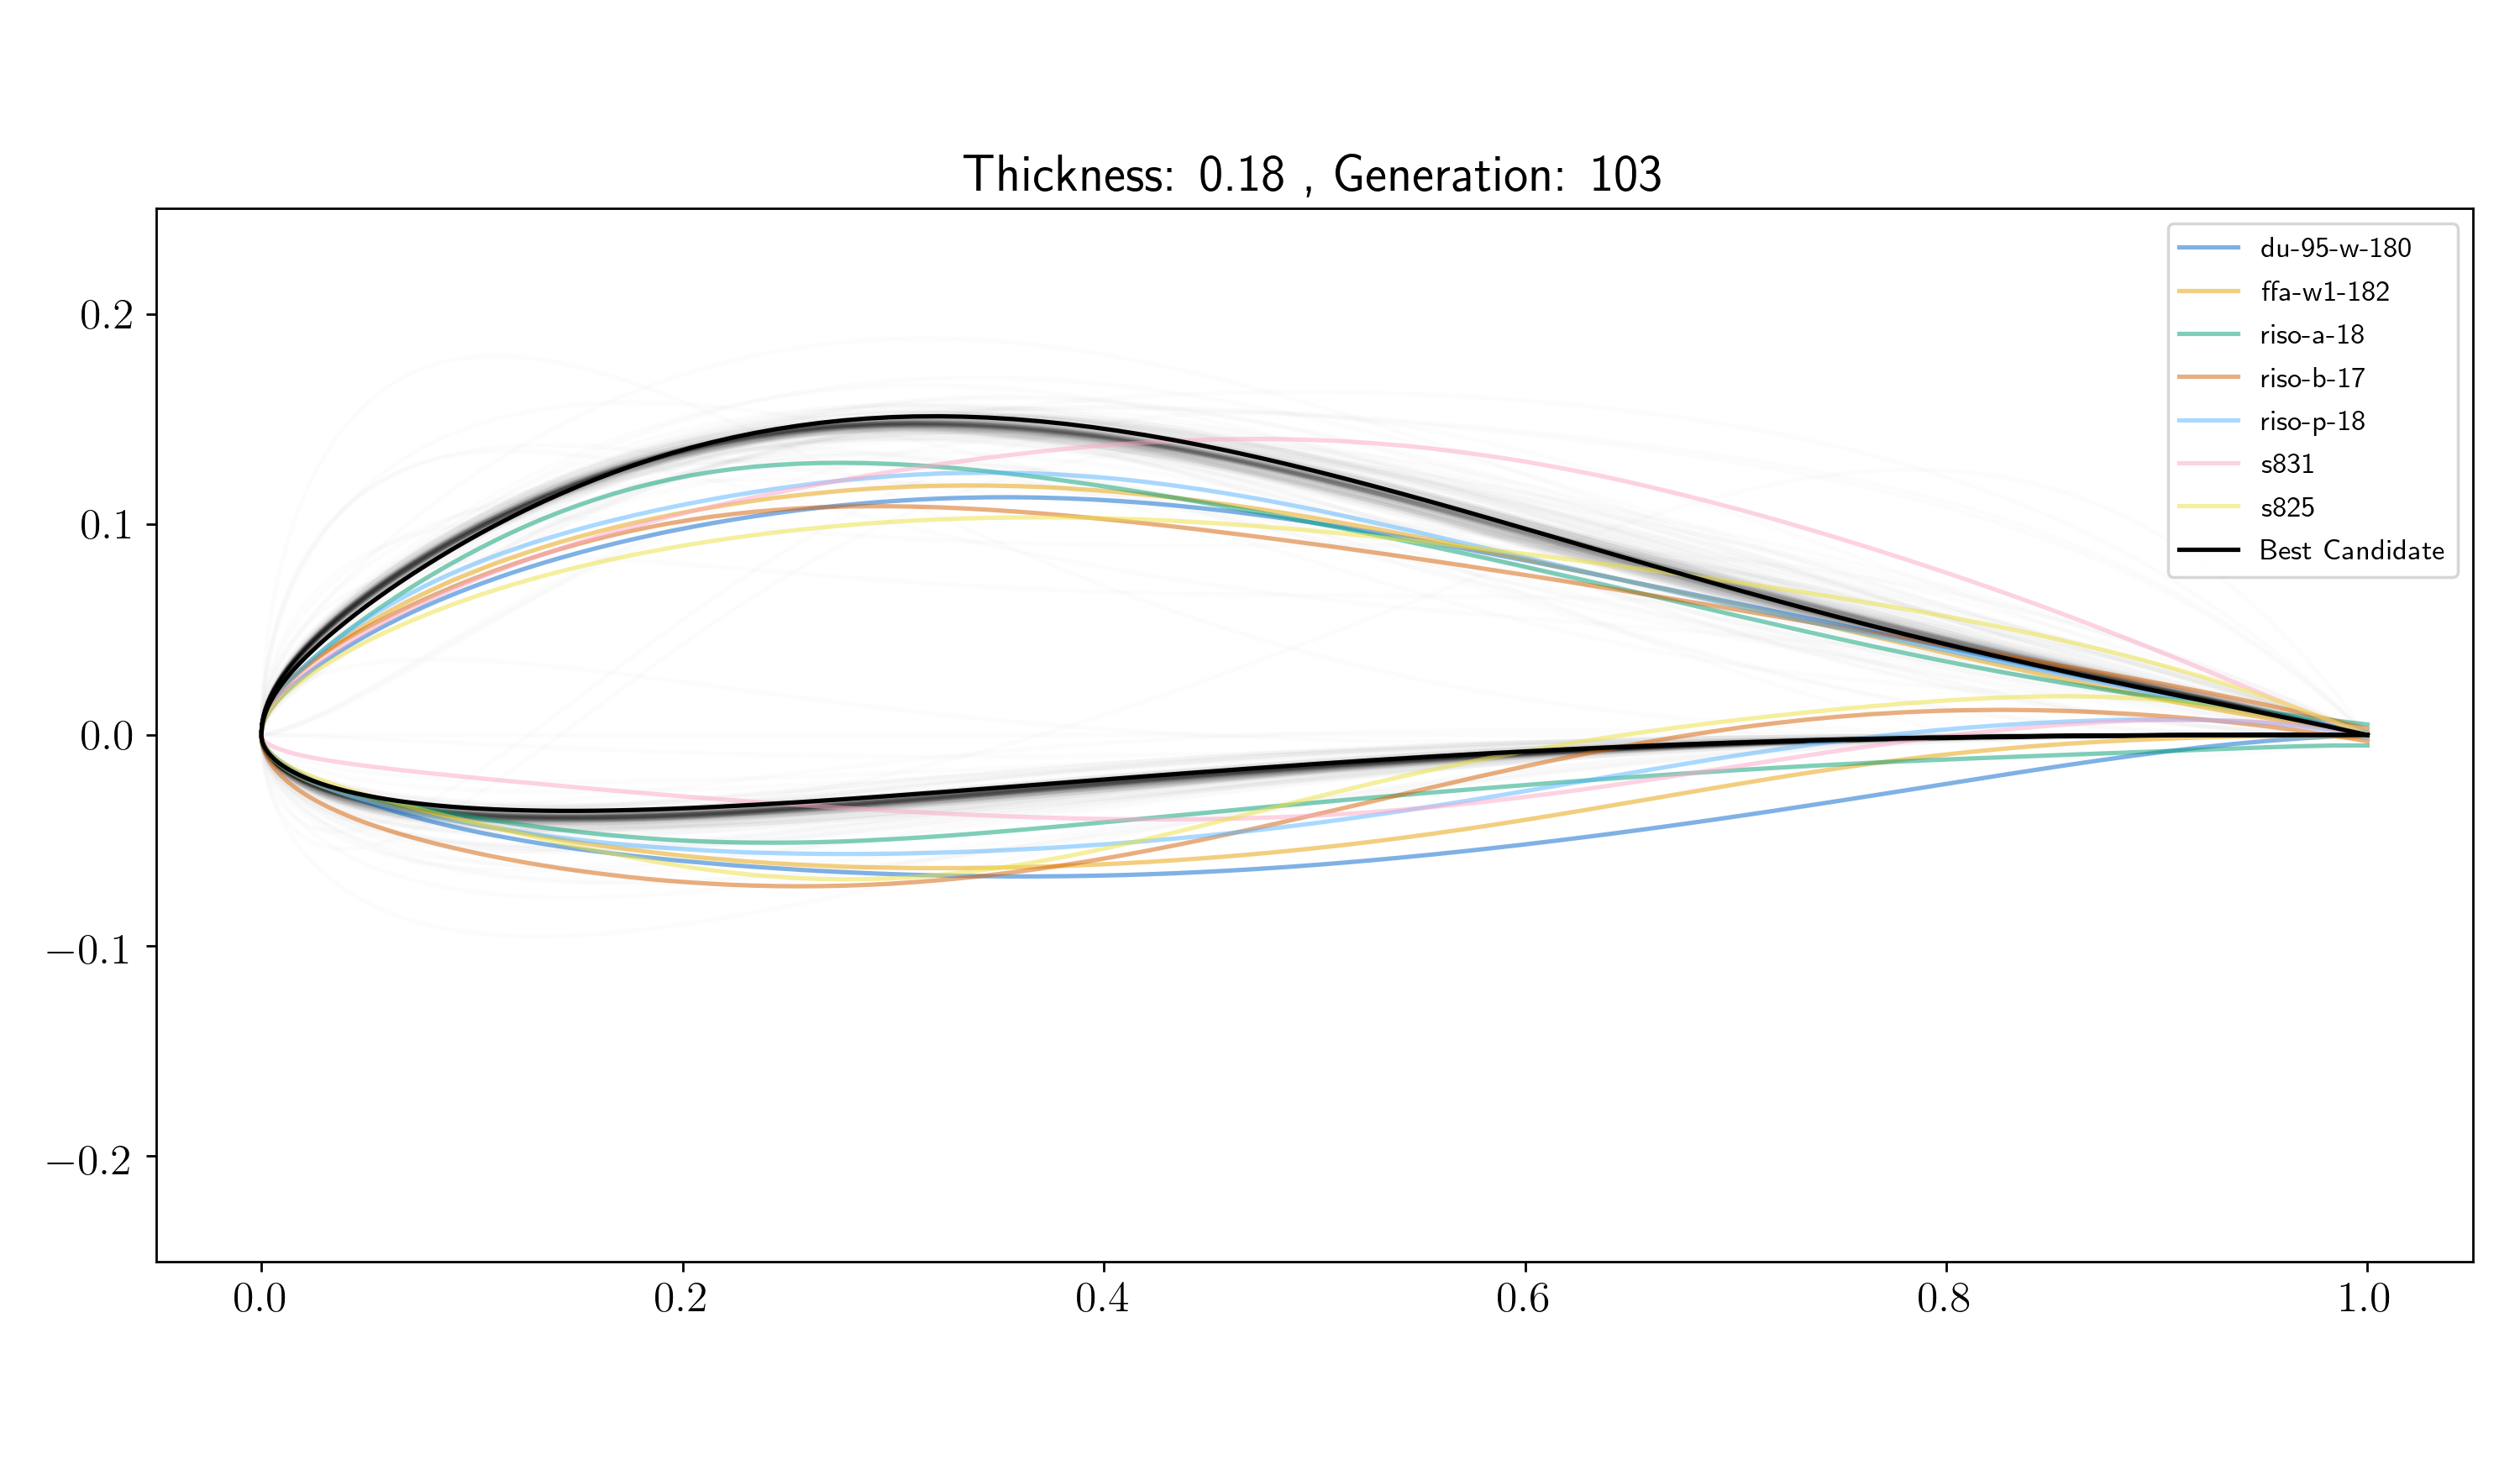 Thickness: 0.18 , Generation: 103
du-95-w-180
ffa-w1-182
riso-a-18
riso-b-17
riso-p-18
s831
s825
Best Candidate
0.2
0.1
0.0
−0.1
−0.2
0.0 0.2 0.4 0.6 0.8 1.0